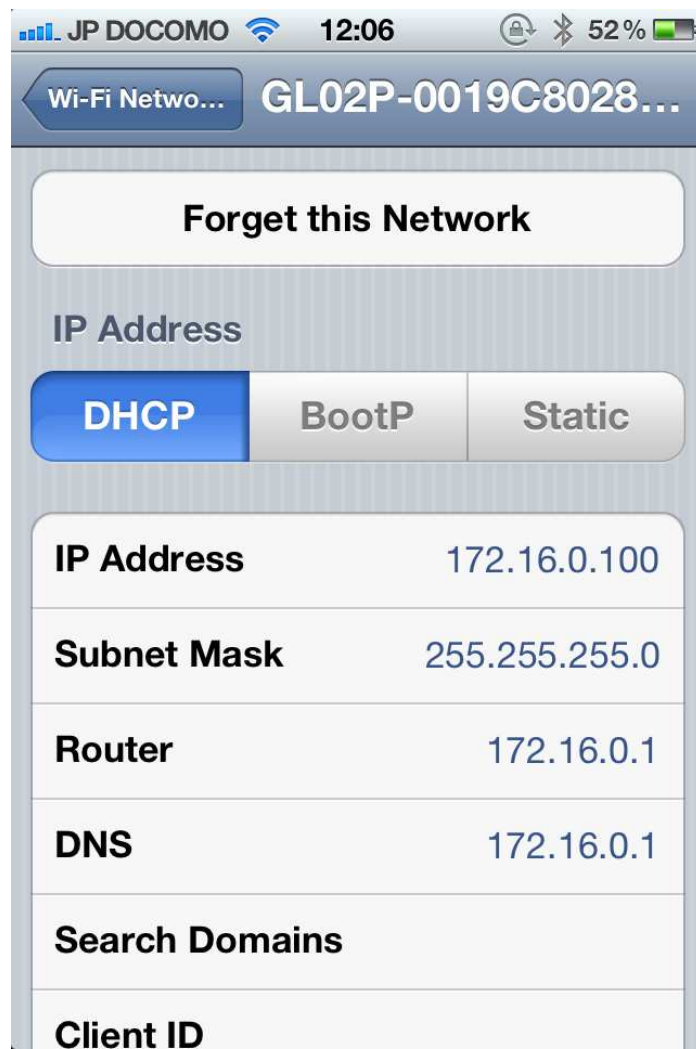 JP DOCOMO 12:06 52%
Wi-Fi Netwo... GL02P-0019C8028...
Forget this Network
IP Address
DHCP BootP Static
IP Address 172.16.0.100
Subnet Mask 255.255.255.0
Router 172.16.0.1
DNS 172.16.0.1
Search Domains
Client ID